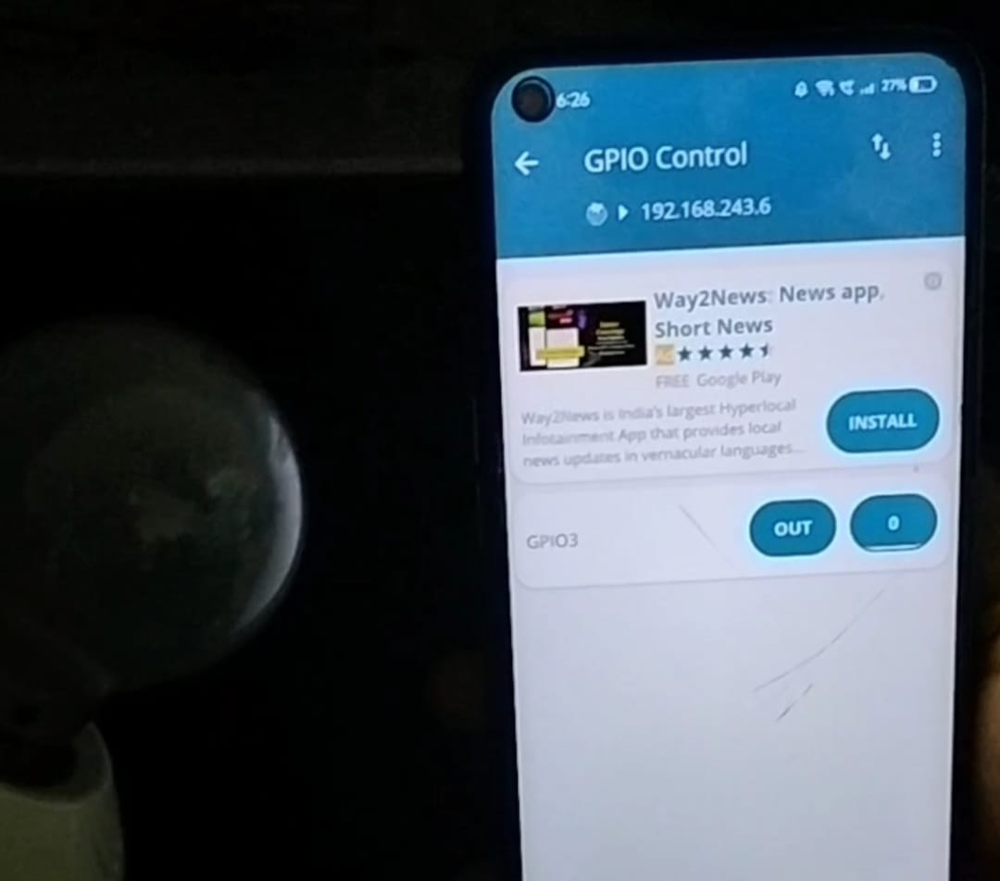 6:26
27%
GPIO Control
192.168.243.6
Way2News: News app,
Short News
FREE Google Play
Way2News is India's largest Hyperlocal
Infotainment App that provides local
news updates in vernacular languages...
INSTALL
GPIO3
OUT
0